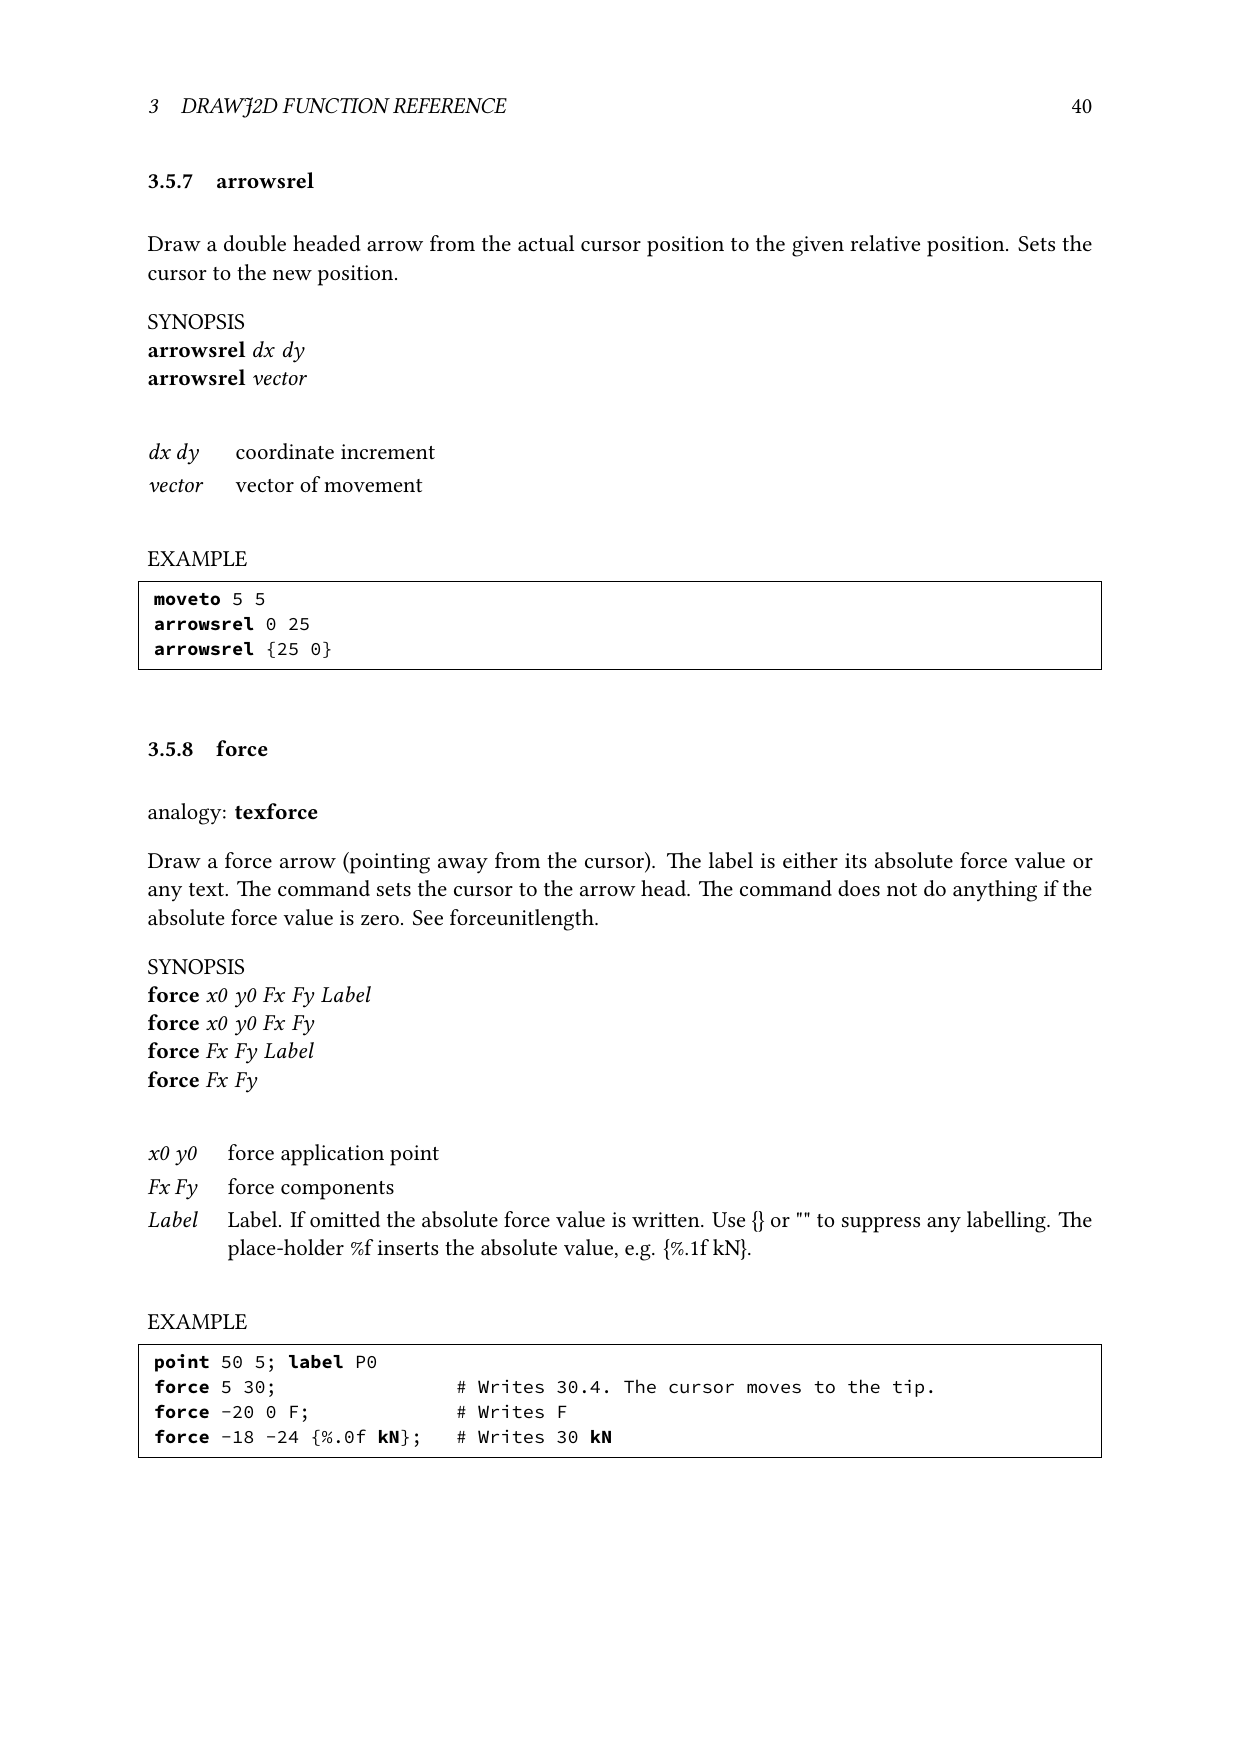 3 DRAWJ2D FUNCTION REFERENCE 40
3.5.7 arrowsrel
Draw a double headed arrow from the actual cursor position to the given relative position. Sets the
cursor to the new position.
SYNOPSIS
arrowsrel dx dy
arrowsrel vector
dx dy coordinate increment
vector vector of movement
EXAMPLE
moveto 5 5
arrowsrel 0 25
arrowsrel {25 0}
3.5.8 force
analogy: texforce
Draw a force arrow (pointing away from the cursor). The label is either its absolute force value or
any text. The command sets the cursor to the arrow head. The command does not do anything if the
absolute force value is zero. See forceunitlength.
SYNOPSIS
force x0 y0 Fx Fy Label
force x0 y0 Fx Fy
force Fx Fy Label
force Fx Fy
x0 y0 force application point
Fx Fy force components
Label Label. If omitted the absolute force value is written. Use {} or "" to suppress any labelling. The
place-holder %f inserts the absolute value, e.g. {%.1f kN}.
EXAMPLE
point 50 5; label P0
force 5 30; # Writes 30.4. The cursor moves to the tip.
force -20 0 F; # Writes F
force -18 -24 {%.0f kN}; # Writes 30 kN